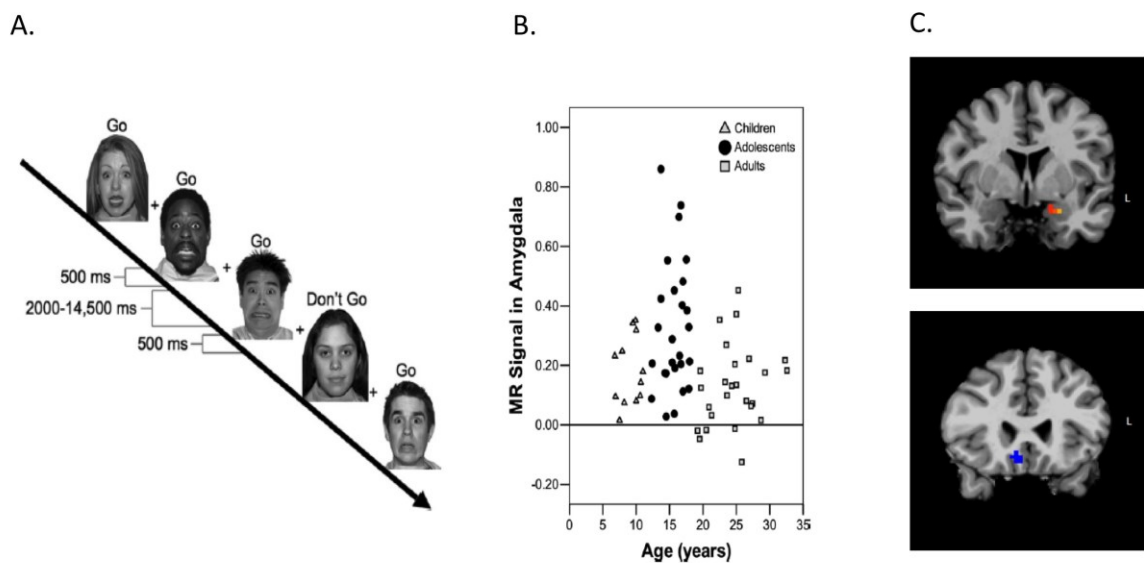 A.
B.
C.
Go
+
Go
+
Go
+
Don't Go
+
Go
500 ms
2000-14,500 ms
500 ms
MR Signal in Amygdala
1.00
0.80
0.60
0.40
0.20
0.00
-0.20
Children
Adolescents
Adults
0 5 10 15 20 25 30 35
Age (years)
L
L